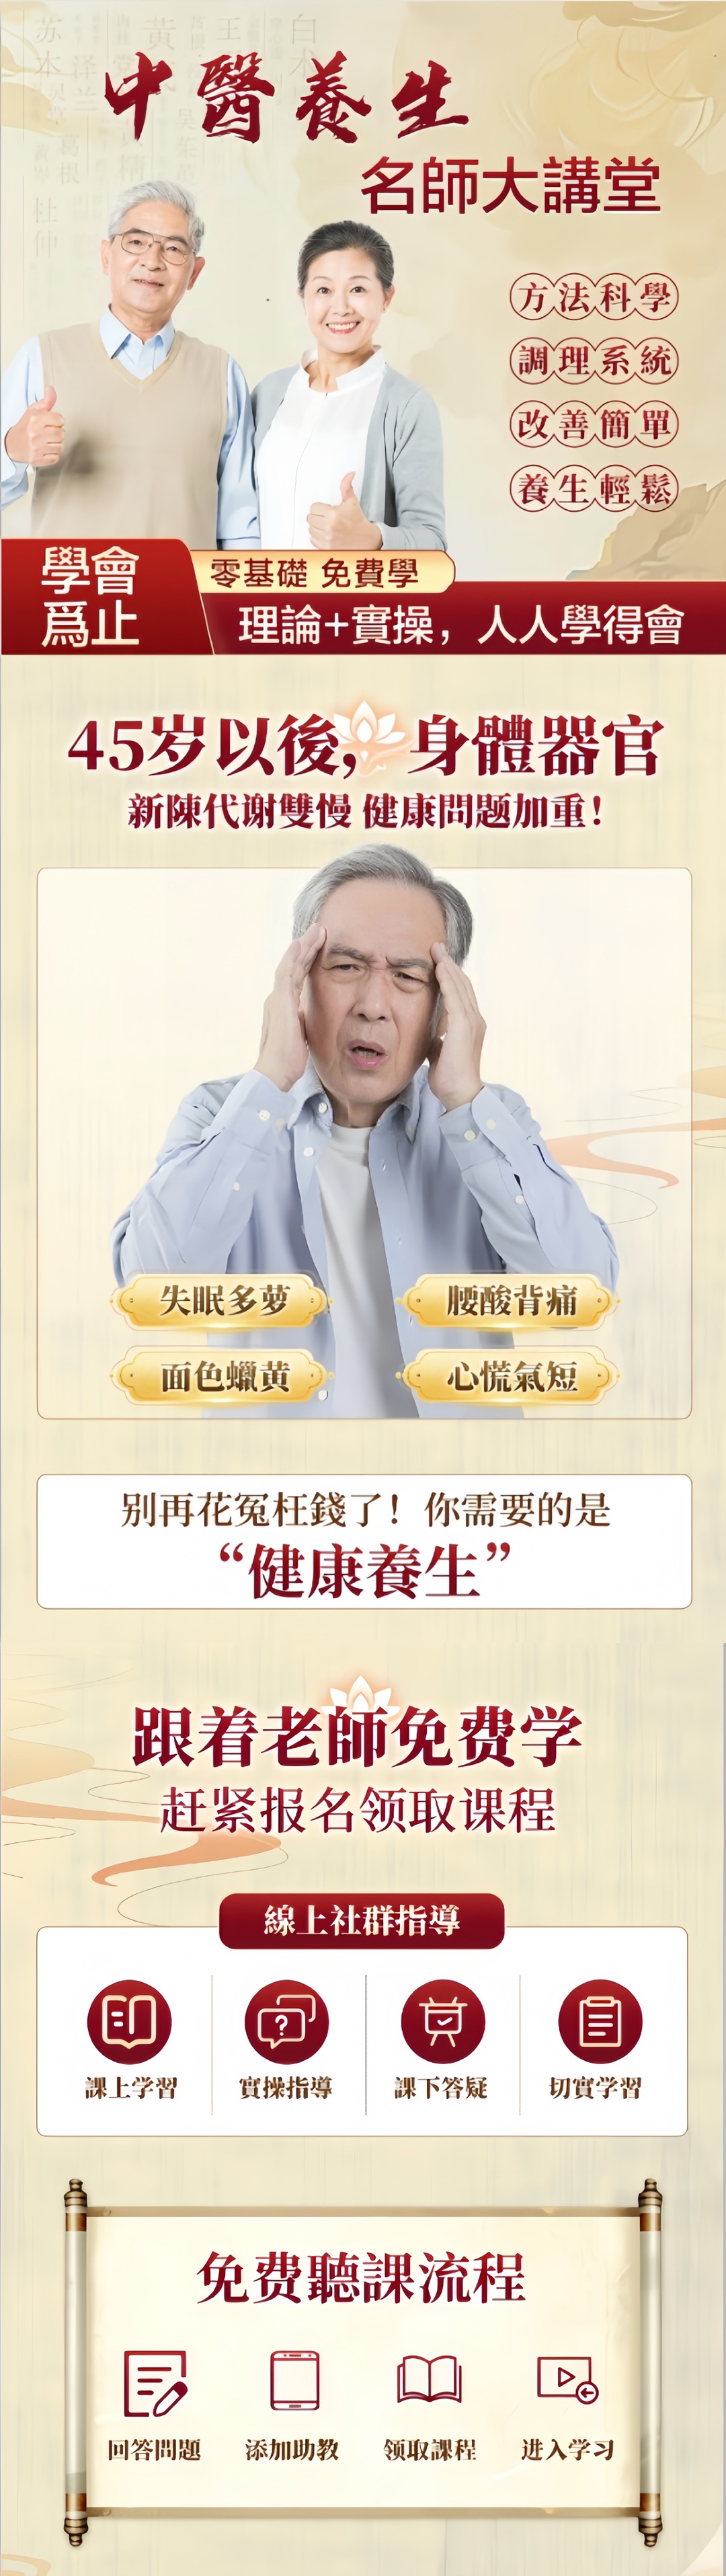 中醫養生
名師大講堂
方法科學
調理系統
改善簡單
養生輕鬆
學會
爲止
零基礎 免費學
理論+實操，人人學得會
45岁以後，身體器官
新陳代谢雙慢 健康問题加重！
失眠多萝
腰酸背痛
面色蠟黄
心慌氣短
别再花冤枉錢了！你需要的是
“健康養生”
跟着老師免费学
赶紧报名领取课程
線上社群指導
課上学習
實操指導
課下答疑
切實学習
免费聽課流程
回答問題
添加助教
领取課程
进入学习